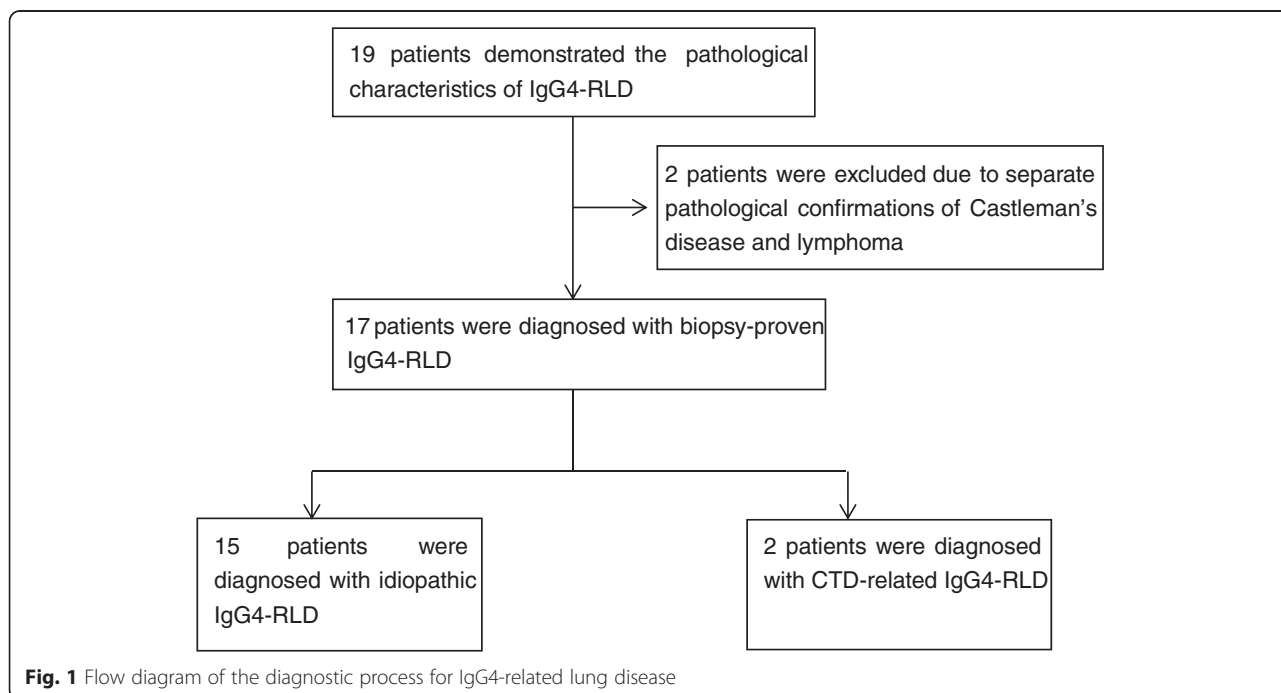 19 patients demonstrated the pathological
characteristics of IgG4-RLD
2 patients were excluded due to separate
pathological confirmations of Castleman's
disease and lymphoma
17 patients were diagnosed with biopsy-proven
IgG4-RLD
15 patients were
diagnosed with idiopathic
IgG4-RLD
2 patients were diagnosed
with CTD-related IgG4-RLD
Fig. 1 Flow diagram of the diagnostic process for IgG4-related lung disease